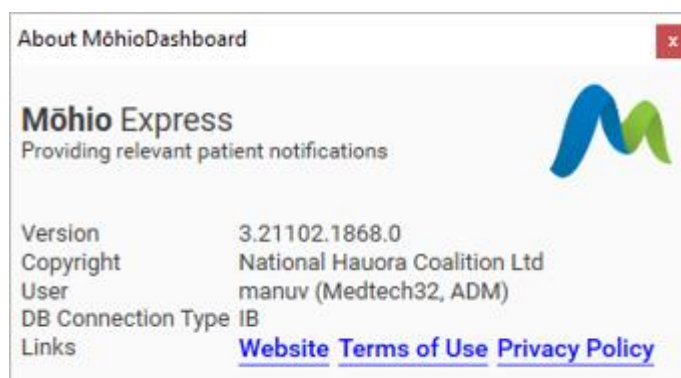 About MōhioDashboard
x
Mōhio Express
Providing relevant patient notifications
Version 3.21102.1868.0
Copyright National Hauora Coalition Ltd
User manuv (Medtech32, ADM)
DB Connection Type IB
Links Website Terms of Use Privacy Policy